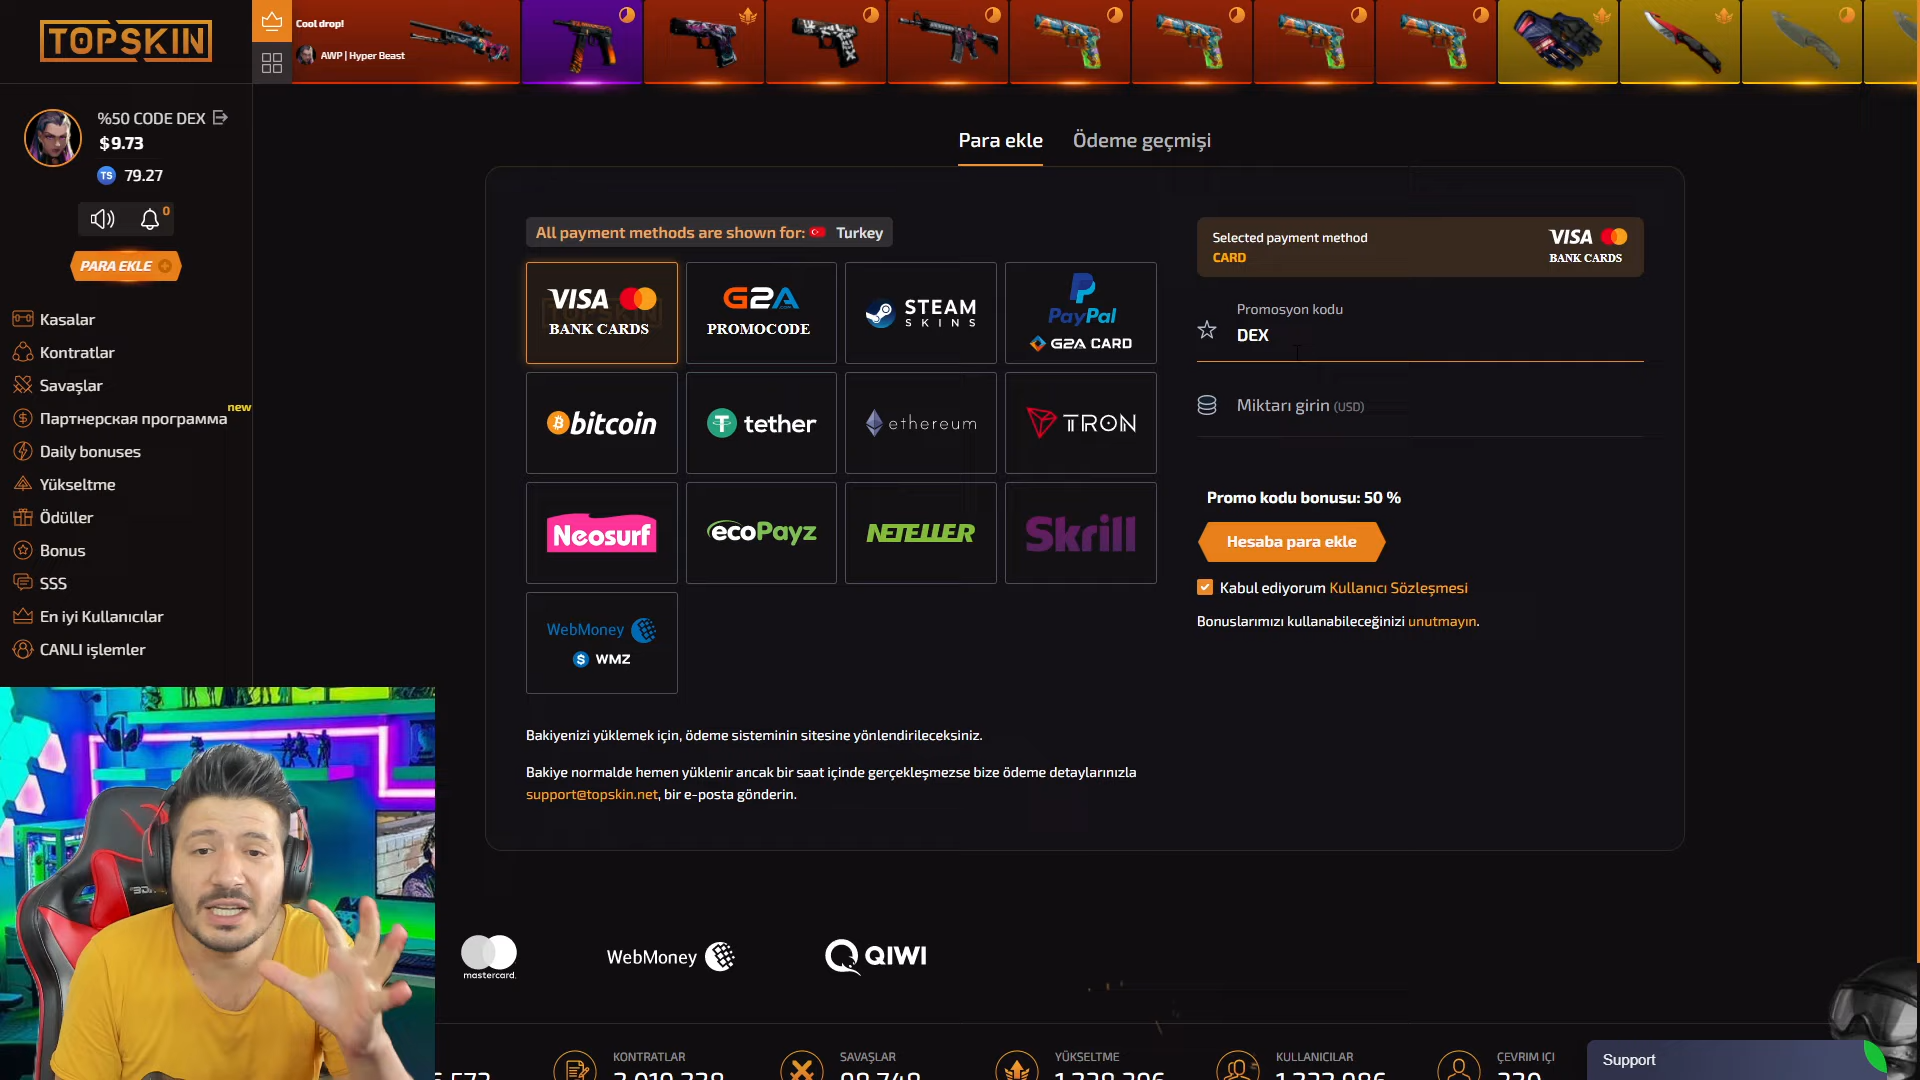 TOPSKIN
Cool drop!
AWP | Hyper Beast
%50 CODE DEX
$9.73
TS 79.27
0
PARA EKLE
Kasalar
Kontratlar
Savaşlar
Партнерская программа new
Daily bonuses
Yükseltme
Ödüller
Bonus
SSS
En iyi Kullanıcılar
CANLI işlemler
Para ekle
Ödeme geçmişi
All payment methods are shown for: Turkey
VISA
BANK CARDS
G2A
PROMOCODE
STEAM
SKINS
PayPal
G2A CARD
bitcoin
tether
ethereum
TRON
Neosurf
ecoPayz
NETELLER
Skrill
WebMoney
WMZ
Selected payment method
CARD
VISA
BANK CARDS
Promosyon kodu
DEX
Miktarı girin (USD)
Promo kodu bonusu: 50 %
Hesaba para ekle
Kabul ediyorum Kullanıcı Sözleşmesi
Bonuslarımızı kullanabileceğinizi unutmayın.
Bakiyenizi yüklemek için, ödeme sisteminin sitesine yönlendirileceksiniz.
Bakiye normalde hemen yüklenir ancak bir saat içinde gerçekleşmezse bize ödeme detaylarınızla
support@topskin.net, bir e-posta gönderin.
mastercard.
WebMoney
QIWI
KONTRATLAR
SAVAŞLAR
YÜKSELTME
KULLANICILAR
ÇEVRIM IÇI
Support